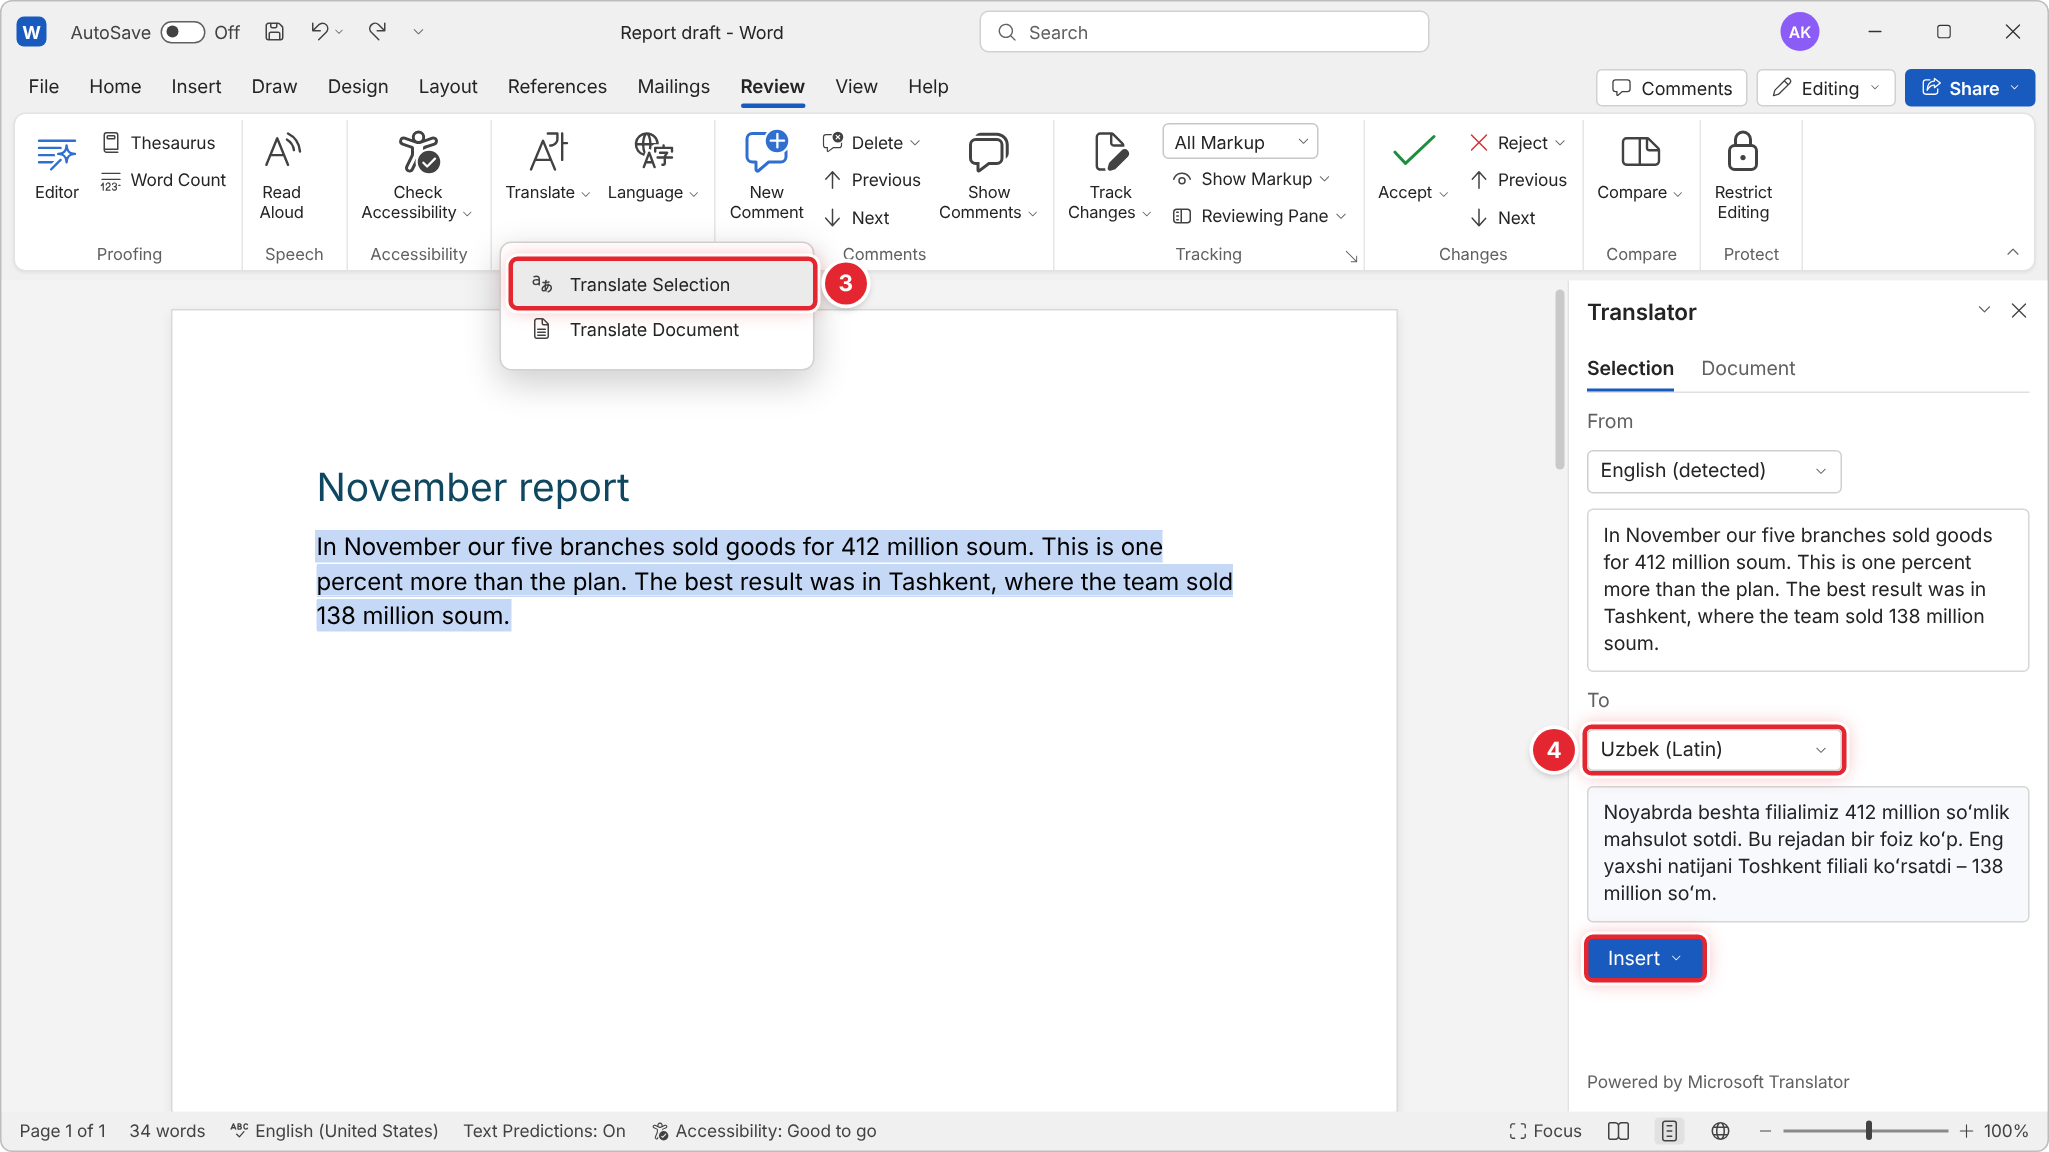 W
AutoSave
Off
Report draft - Word
Search
AK
File
Home
Insert
Draw
Design
Layout
References
Mailings
Review
View
Help
Comments
Editing
Share
Editor
Thesaurus
123
Word Count
Proofing
Read
Aloud
Speech
Check
Accessibility
Accessibility
Translate
Language
New
Comment
Delete
Previous
Next
Show
Comments
Comments
Track
Changes
All Markup
Show Markup
Reviewing Pane
Tracking
Accept
Reject
Previous
Next
Changes
Compare
Compare
Restrict
Editing
Protect
Translate Selection
3
Translate Document
November report
In November our five branches sold goods for 412 million soum. This is one
percent more than the plan. The best result was in Tashkent, where the team sold
138 million soum.
Translator
Selection
Document
From
English (detected)
In November our five branches sold goods
for 412 million soum. This is one percent
more than the plan. The best result was in
Tashkent, where the team sold 138 million
soum.
To
4
Uzbek (Latin)
Noyabrda beshta filialimiz 412 million soʻmlik
mahsulot sotdi. Bu rejadan bir foiz koʻp. Eng
yaxshi natijani Toshkent filiali koʻrsatdi – 138
million soʻm.
Insert
Powered by Microsoft Translator
Page 1 of 1
34 words
ABC
English (United States)
Text Predictions: On
Accessibility: Good to go
Focus
100%